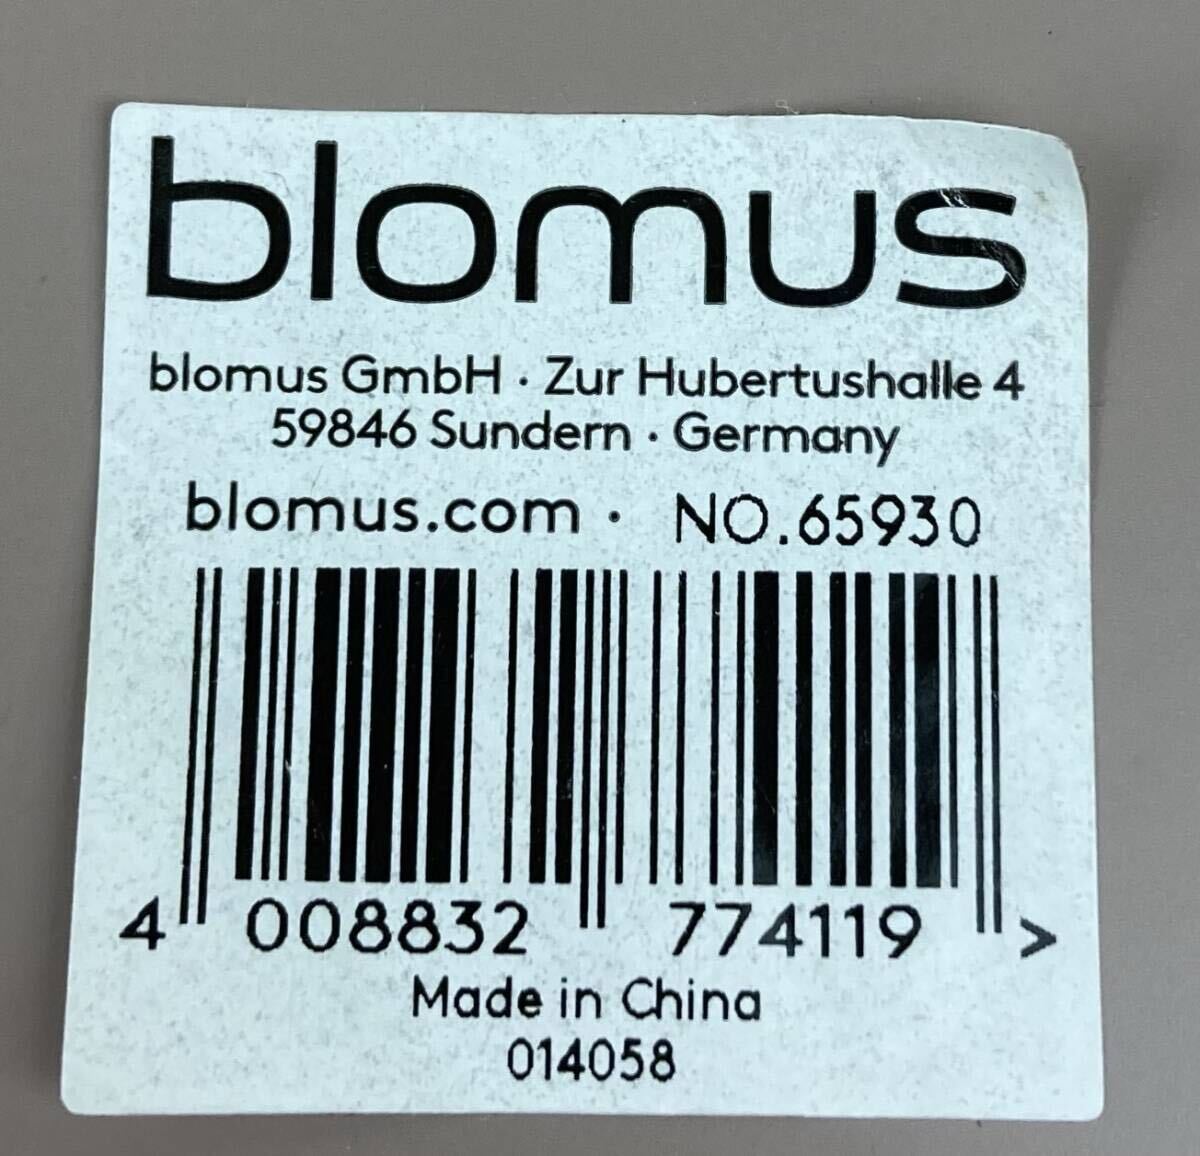 blomus
blomus GmbH · Zur Hubertushalle 4
59846 Sundern · Germany
blomus.com · NO.65930
4 008832 774119 >
Made in China
014058